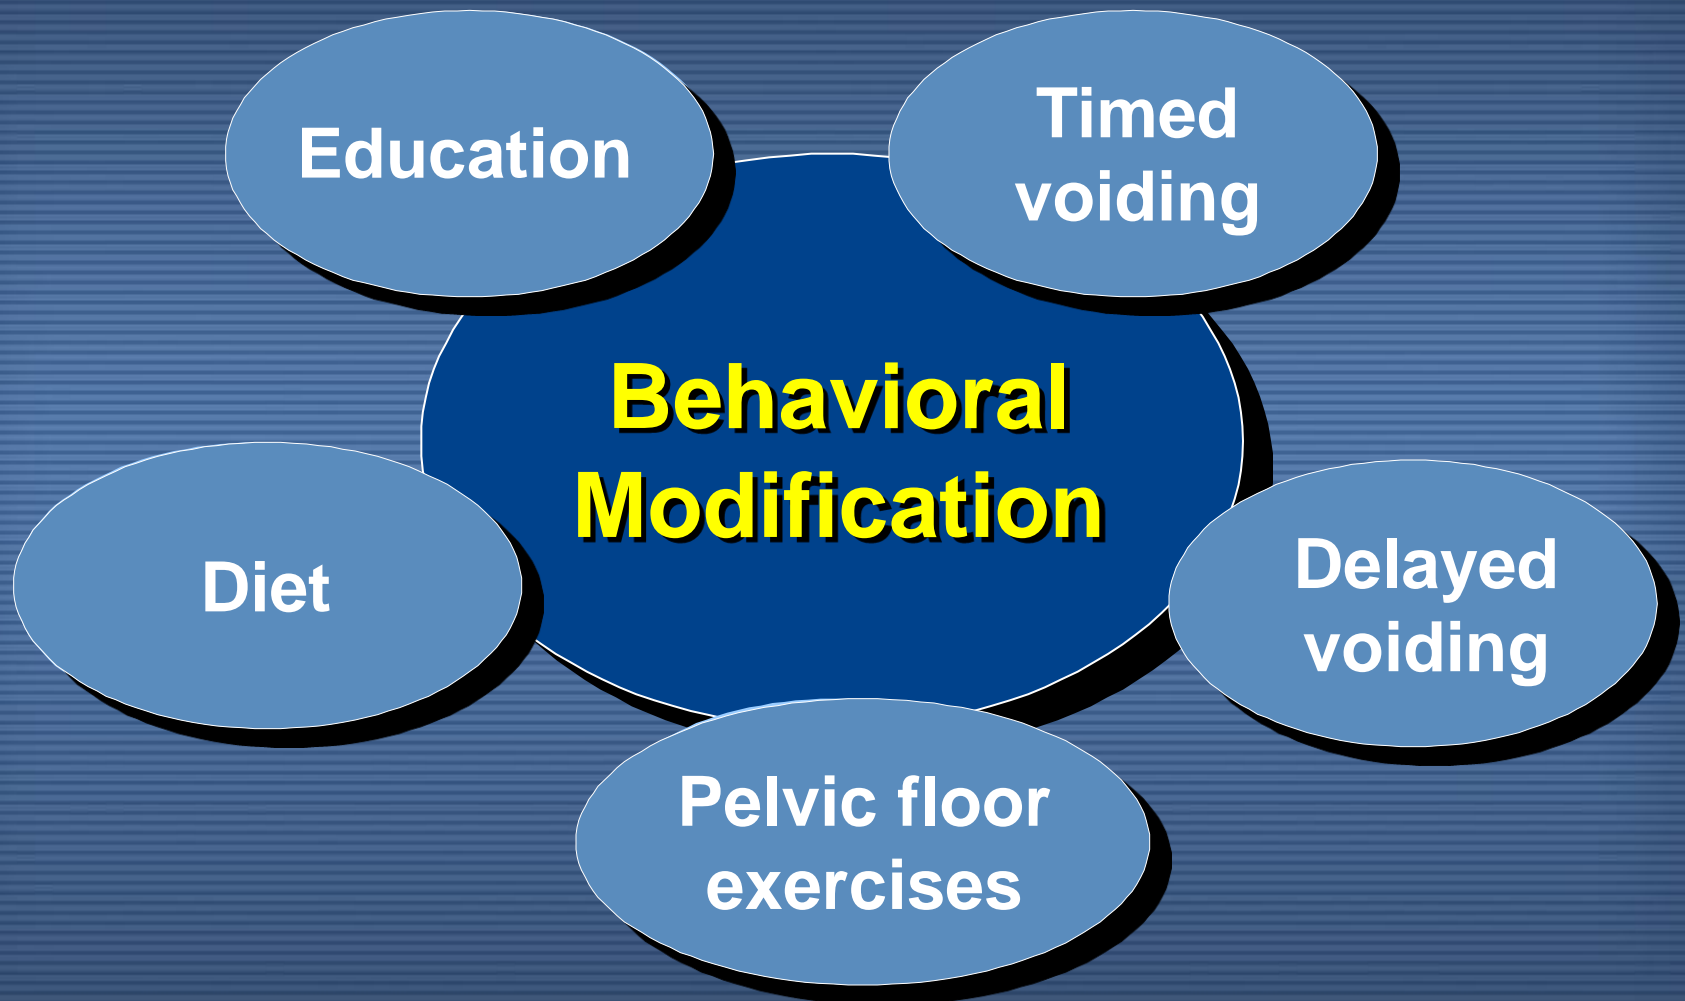 Education
Timed
voiding
Behavioral
Modification
Diet
Delayed
voiding
Pelvic floor
exercises